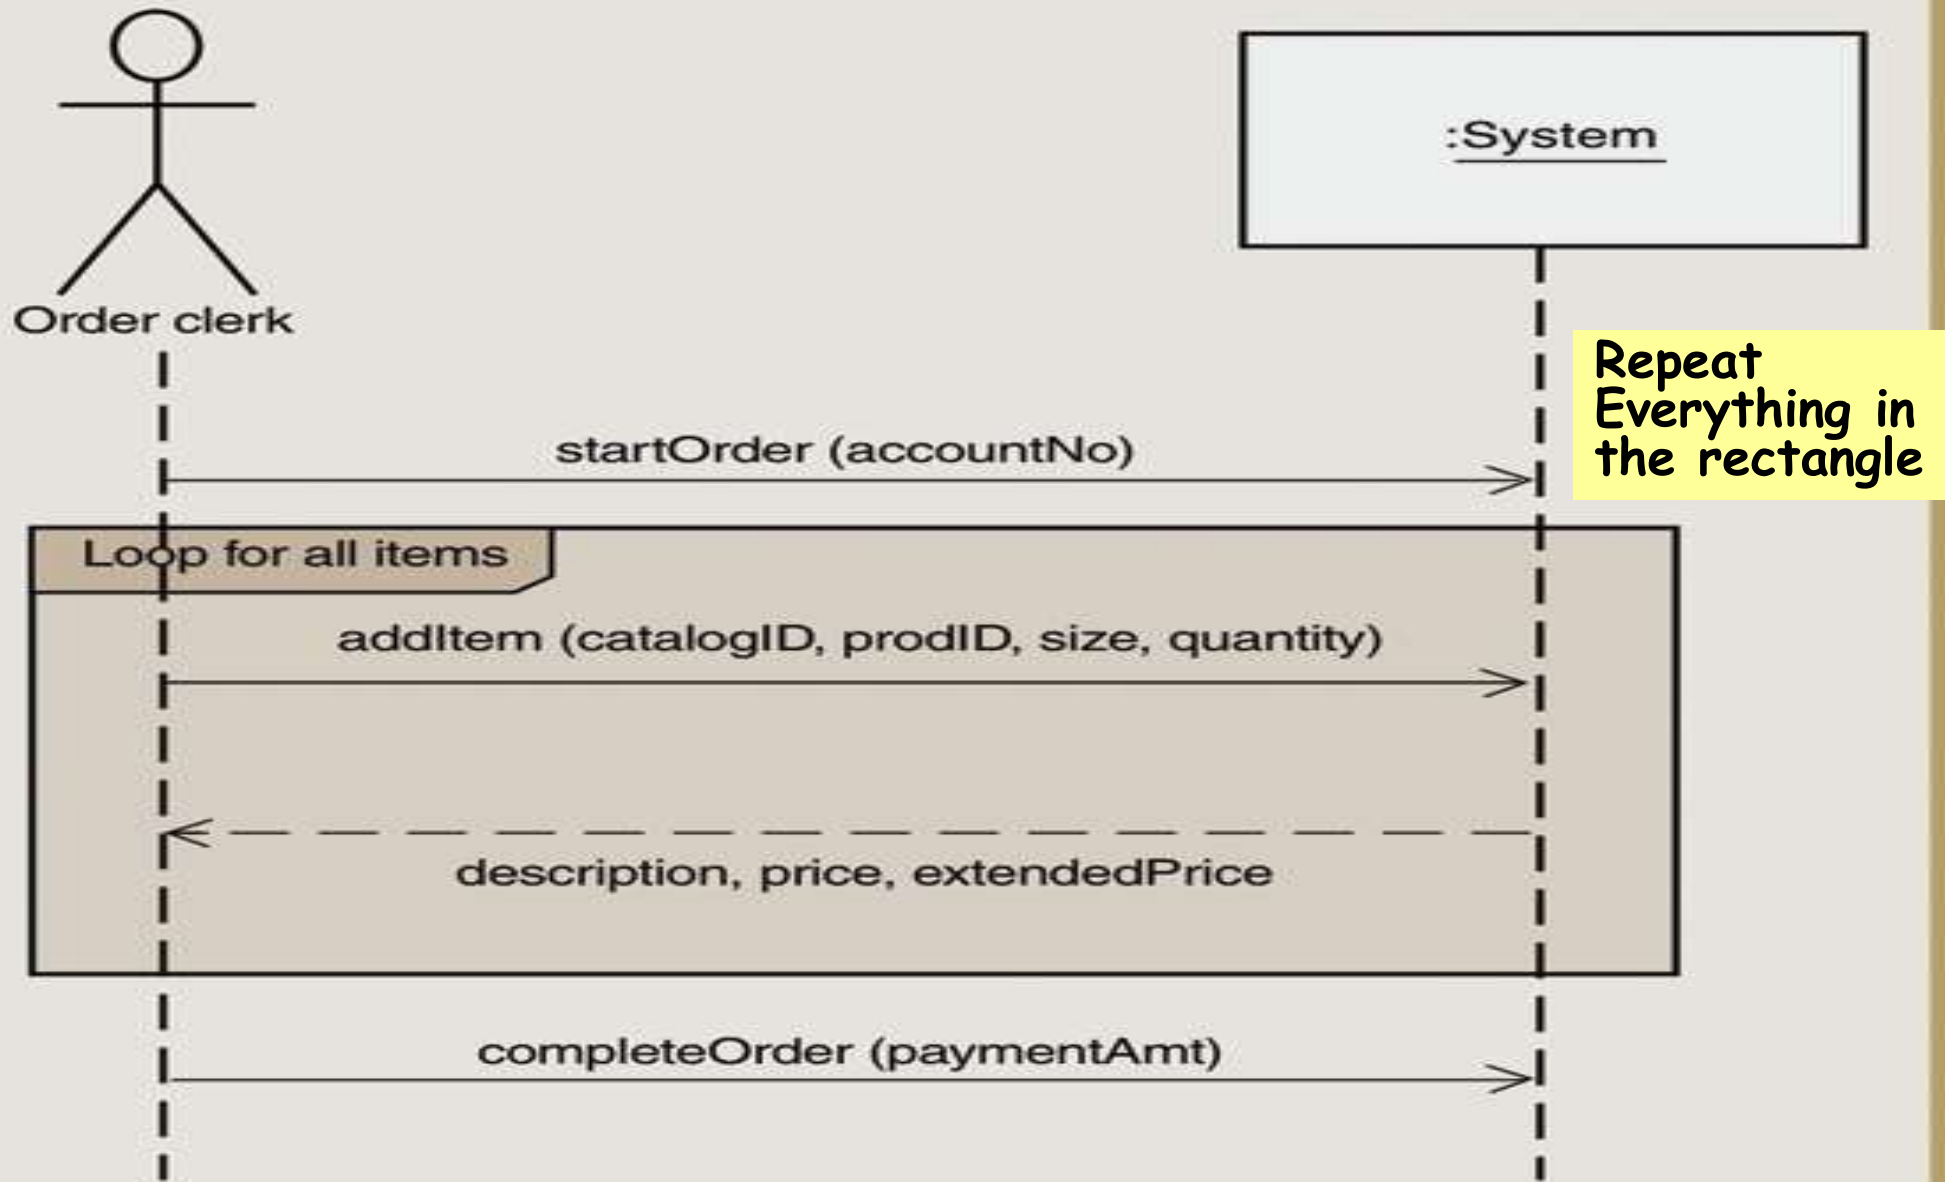 :System
Order clerk
Repeat
Everything in
the rectangle
startOrder (accountNo)
Loop for all items
addItem (catalogID, prodID, size, quantity)
description, price, extendedPrice
completeOrder (paymentAmt)